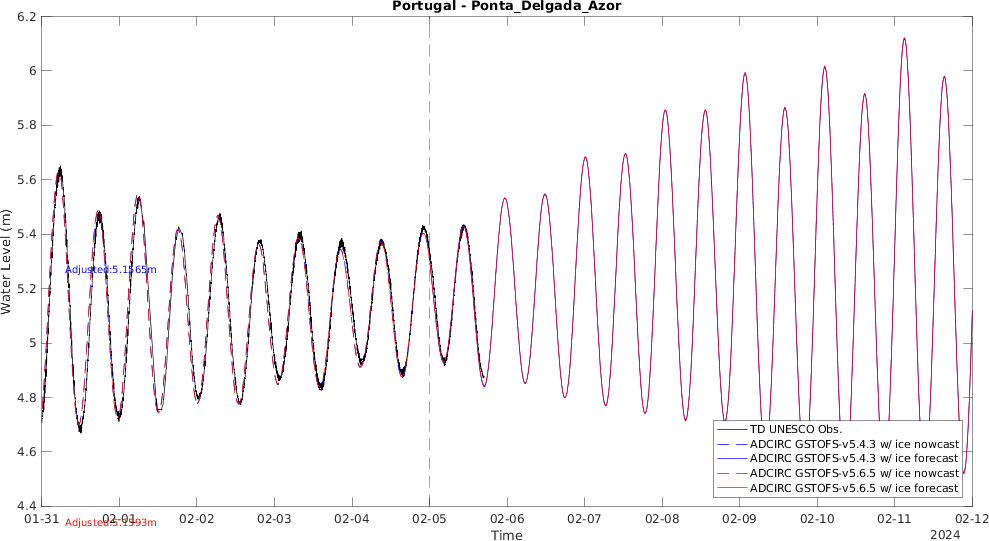 Portugal - Ponta_Delgada_Azor
6.2
6
5.8
5.6
5.4
5.2
5
4.8
4.6
4.4
Water Level (m)
Adjusted:5.1565m
TD UNESCO Obs.
ADCIRC GSTOFS-v5.4.3 w/ ice nowcast
ADCIRC GSTOFS-v5.4.3 w/ ice forecast
ADCIRC GSTOFS-v5.6.5 w/ ice nowcast
ADCIRC GSTOFS-v5.6.5 w/ ice forecast
01-31 02-01 02-02 02-03 02-04 02-05 02-06 02-07 02-08 02-09 02-10 02-11 02-12
Adjusted:5.1593m
Time
2024